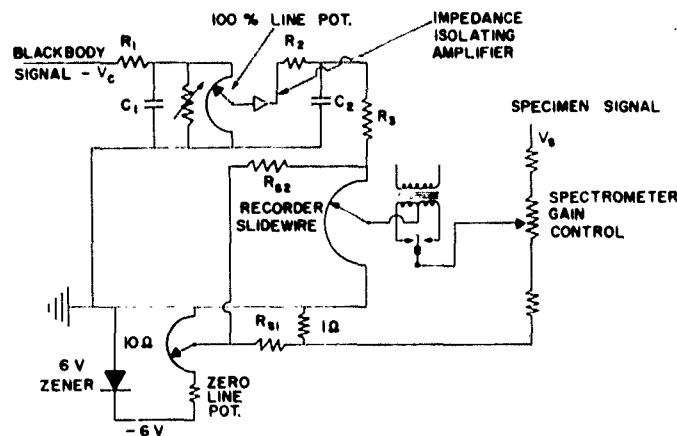 100 % LINE POT.
IMPEDANCE
ISOLATING
AMPLIFIER
R1
R2
BLACKBODY
SIGNAL - Vc
C1
C2
R3
SPECIMEN SIGNAL
Vs
RS2
RECORDER
SLIDEWIRE
SPECTROMETER
GAIN
CONTROL
10Ω
RS1
1Ω
6 V
ZENER
ZERO
LINE
POT.
-6V